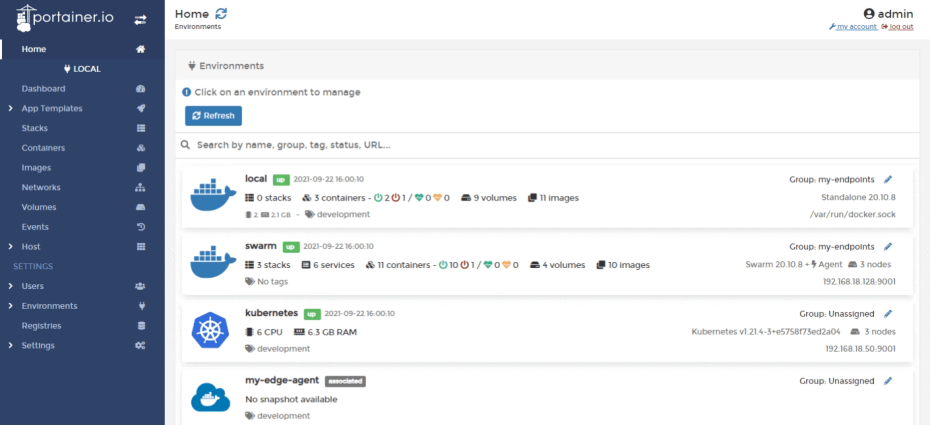 portainer.io
Home
LOCAL
Dashboard
App Templates
Stacks
Containers
Images
Networks
Volumes
Events
Host
SETTINGS
Users
Environments
Registries
Settings
Home
Environments
admin
my account log out
Environments
Click on an environment to manage
Refresh
Search by name, group, tag, status, URL...
local up 2021-09-22 16:00:10 Group: my-endpoints
0 stacks 3 containers - 2 1 / 0 0 9 volumes 11 images Standalone 20.10.8
2 2.1 GB - development /var/run/docker.sock
swarm up 2021-09-22 16:00:10 Group: my-endpoints
3 stacks 6 services 11 containers - 10 1 / 0 0 4 volumes 10 images Swarm 20.10.8 + Agent 3 nodes
No tags 192.168.18.128:9001
kubernetes up 2021-09-22 16:00:10 Group: Unassigned
6 CPU 6.3 GB RAM Kubernetes v1.21.4-3+e5758f73ed2a04 3 nodes
development 192.168.18.50:9001
my-edge-agent associated Group: Unassigned
No snapshot available
development